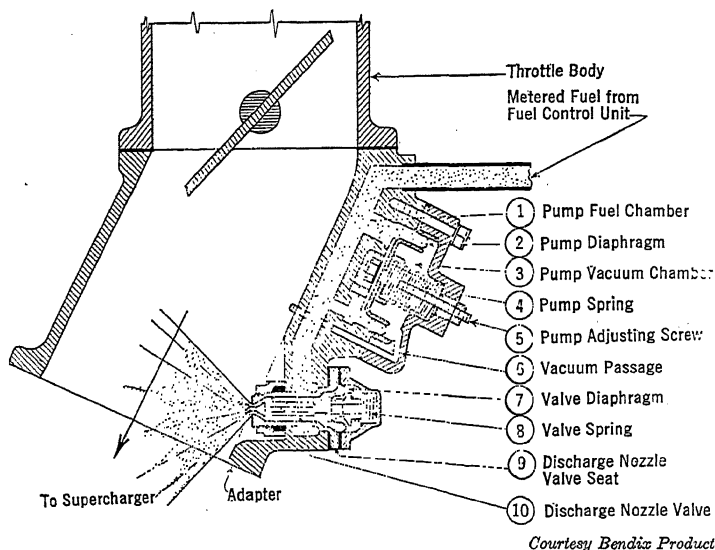 Throttle Body
Metered Fuel from
Fuel Control Unit
1 Pump Fuel Chamber
2 Pump Diaphragm
3 Pump Vacuum Chamber
4 Pump Spring
5 Pump Adjusting Screw
6 Vacuum Passage
7 Valve Diaphragm
8 Valve Spring
9 Discharge Nozzle
Valve Seat
10 Discharge Nozzle Valve
To Supercharger
Adapter
Courtesy Bendix Product